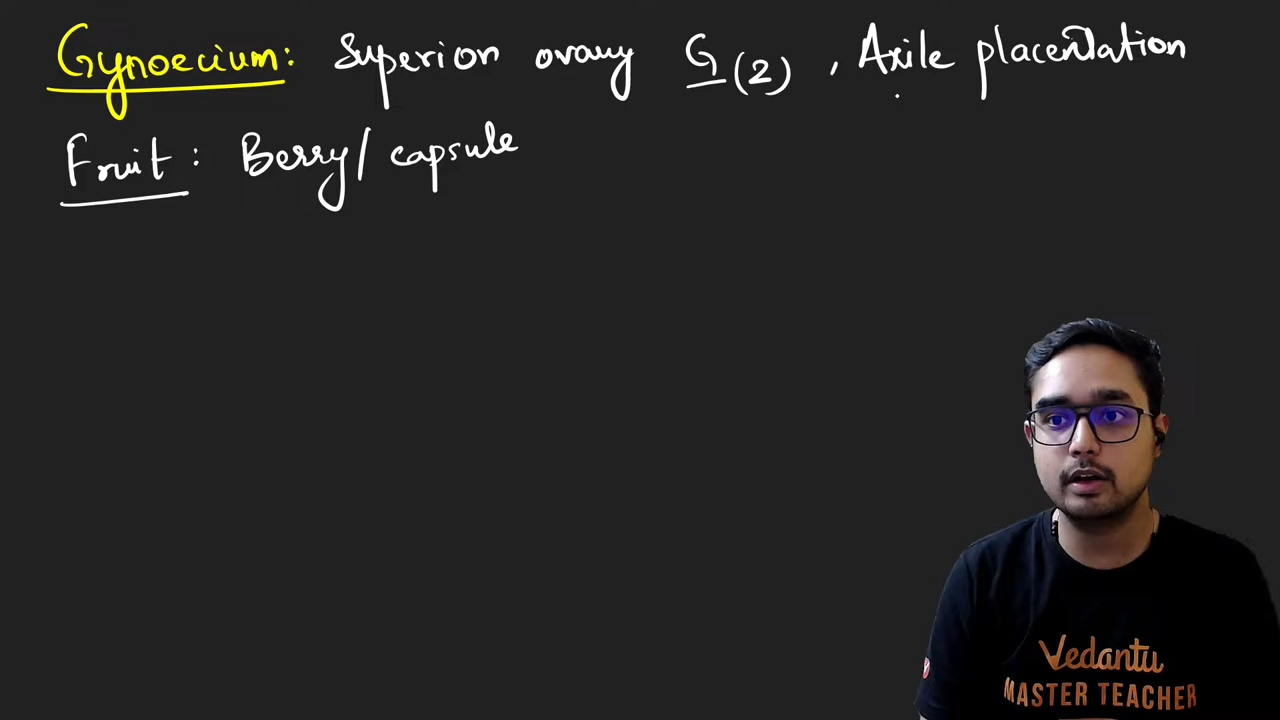 Gynoecium: Superior ovary G(2), Axile placentation
Fruit: Berry/capsule
Vedantu
MASTER TEACHER